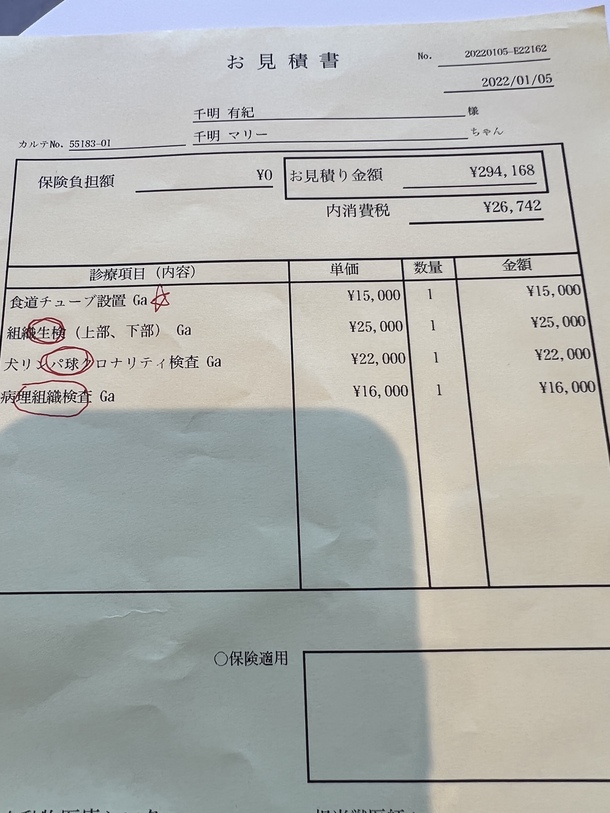 お見積書
No. 20220105-E22162
2022/01/05
千明 有紀 様
カルテNo. 55183-01 千明 マリー ちゃん
保険負担額 ¥0 お見積り金額 ¥294,168
内消費税 ¥26,742
診療項目（内容） 単価 数量 金額
食道チューブ設置 Ga ¥15,000 1 ¥15,000
組織生検（上部、下部） Ga ¥25,000 1 ¥25,000
犬リンパ球クロナリティ検査 Ga ¥22,000 1 ¥22,000
病理組織検査 Ga ¥16,000 1 ¥16,000
○保険適用